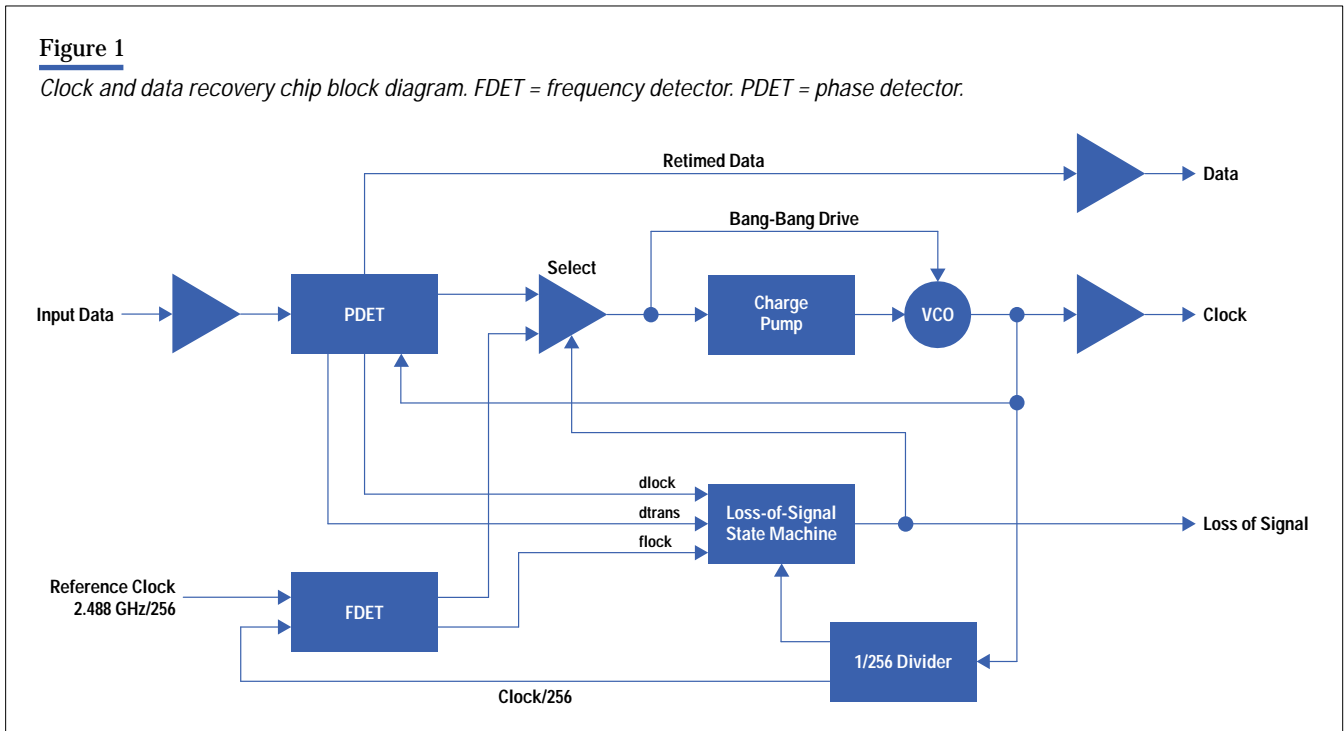 Figure 1
Clock and data recovery chip block diagram. FDET = frequency detector. PDET = phase detector.
Retimed Data
Data
Bang-Bang Drive
Select
Input Data
PDET
Charge
Pump
VCO
Clock
dlock
dtrans
flock
Loss-of-Signal
State Machine
Loss of Signal
Reference Clock
2.488 GHz/256
FDET
1/256 Divider
Clock/256